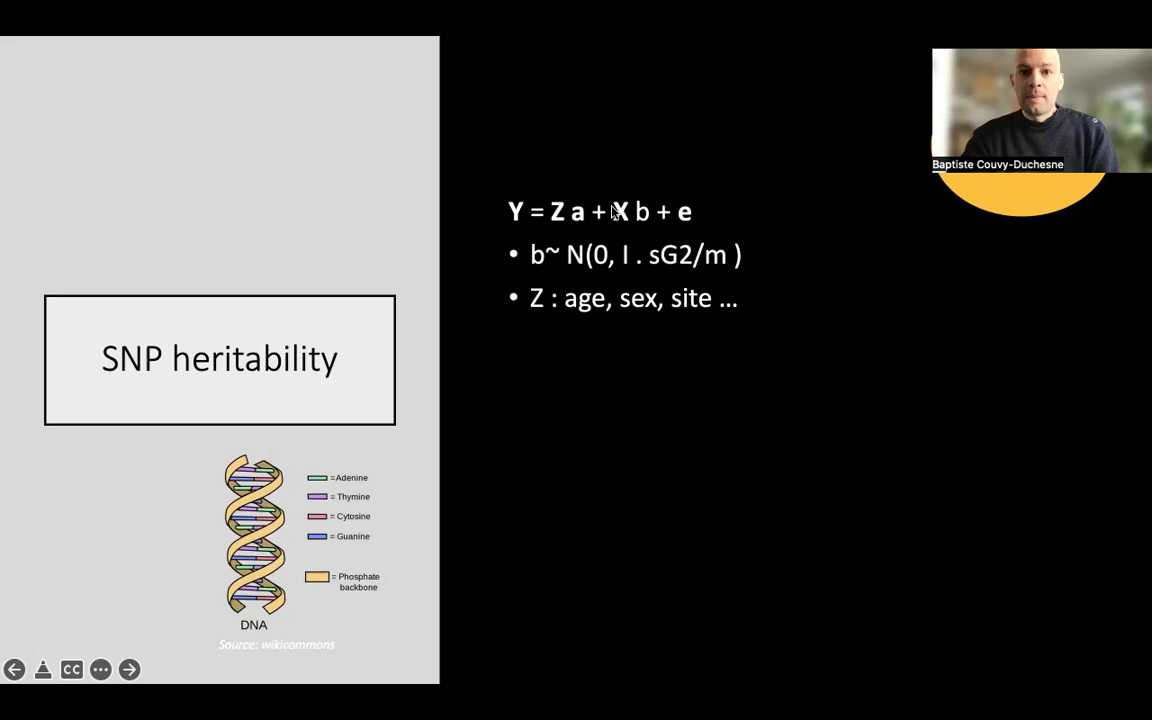 Baptiste Couvy-Duchesne
Y = Z a + X b + e
• b~ N(0, I . sG2/m )
• Z : age, sex, site ...
SNP heritability
=Adenine
= Thymine
= Cytosine
= Guanine
= Phosphate
backbone
DNA
Source: wikicommons
CC